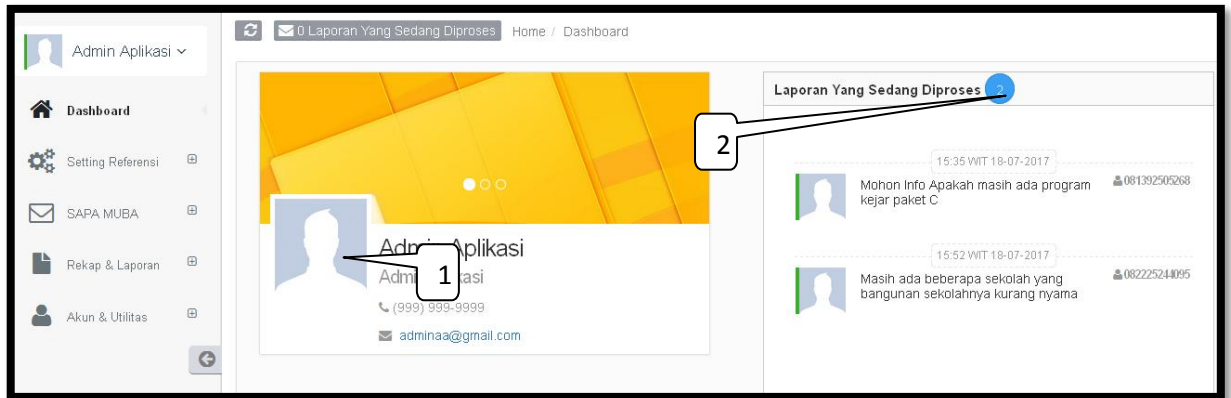 Admin Aplikasi
0 Laporan Yang Sedang Diproses Home / Dashboard
Dashboard
Setting Referensi
SAPA MUBA
Rekap & Laporan
Akun & Utilitas
Admin Aplikasi
(999) 999-9999
adminaa@gmail.com
1
Laporan Yang Sedang Diproses 2
2
15:35 WIT 18-07-2017
Mohon Info Apakah masih ada program
kejar paket C
081392505268
15:52 WIT 18-07-2017
Masih ada beberapa sekolah yang
bangunan sekolahnya kurang nyama
082225244095